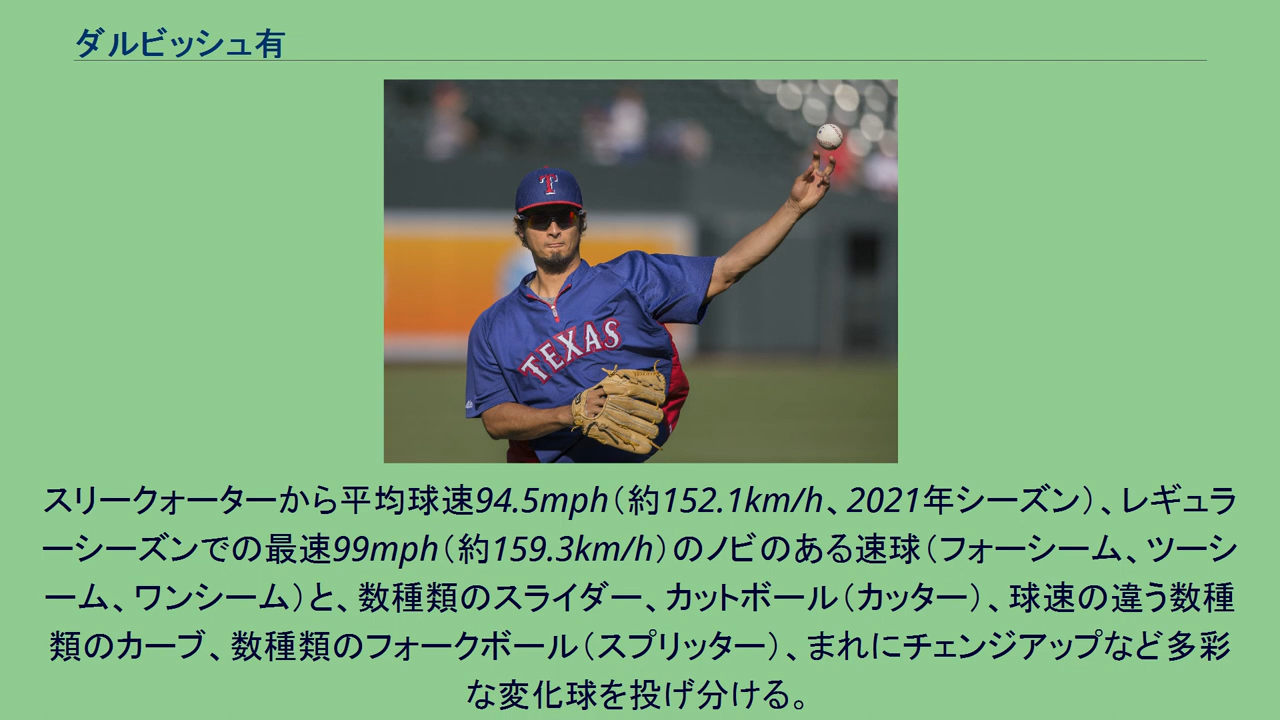 ダルビッシュ有
T
TEXAS
スリークォーターから平均球速94.5mph（約152.1km/h、2021年シーズン）、レギュラ
ーシーズンでの最速99mph（約159.3km/h）のノビのある速球（フォーシーム、ツーシ
ーム、ワンシーム）と、数種類のスライダー、カットボール（カッター）、球速の違う数種
類のカーブ、数種類のフォークボール（スプリッター）、まれにチェンジアップなど多彩
な変化球を投げ分ける。